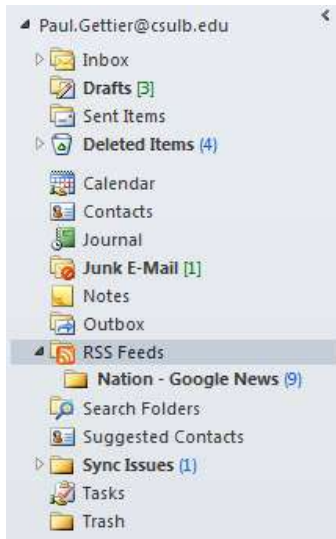 Paul.Gettier@csulb.edu
Inbox
Drafts [3]
Sent Items
Deleted Items (4)
Calendar
Contacts
Journal
Junk E-Mail [1]
Notes
Outbox
RSS Feeds
Nation - Google News (9)
Search Folders
Suggested Contacts
Sync Issues (1)
Tasks
Trash